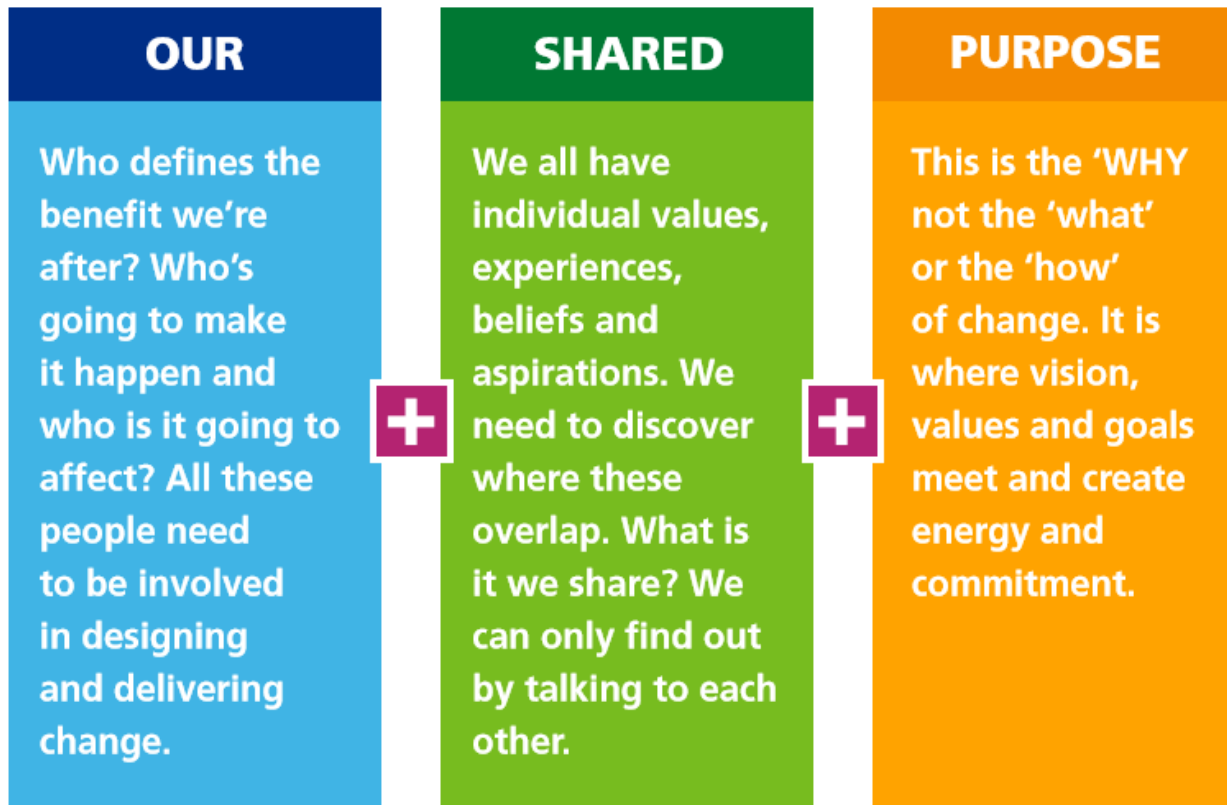 OUR
Who defines the
benefit we’re
after? Who’s
going to make
it happen and
who is it going to
affect? All these
people need
to be involved
in designing
and delivering
change.
+
SHARED
We all have
individual values,
experiences,
beliefs and
aspirations. We
need to discover
where these
overlap. What is
it we share? We
can only find out
by talking to each
other.
+
PURPOSE
This is the ‘WHY
not the ‘what’
or the ‘how’
of change. It is
where vision,
values and goals
meet and create
energy and
commitment.